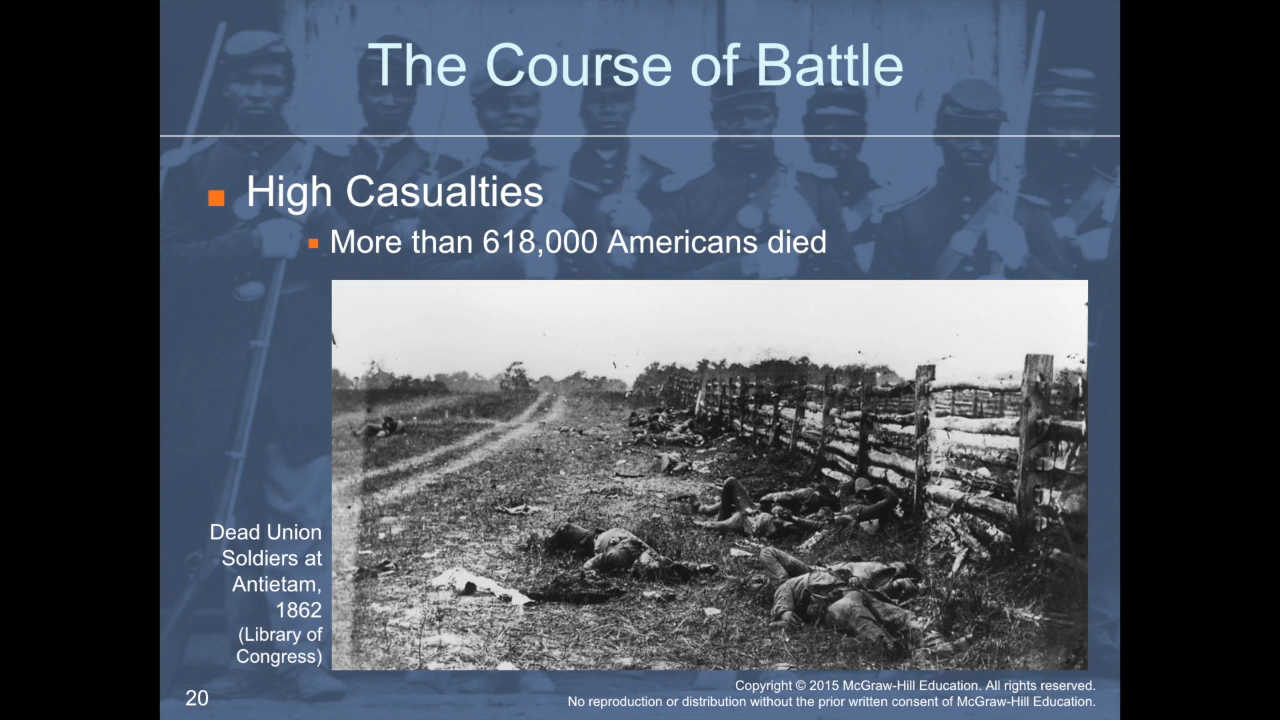 The Course of Battle
High Casualties
More than 618,000 Americans died
Dead Union
Soldiers at
Antietam,
1862
(Library of
Congress)
20
Copyright © 2015 McGraw-Hill Education. All rights reserved.
No reproduction or distribution without the prior written consent of McGraw-Hill Education.